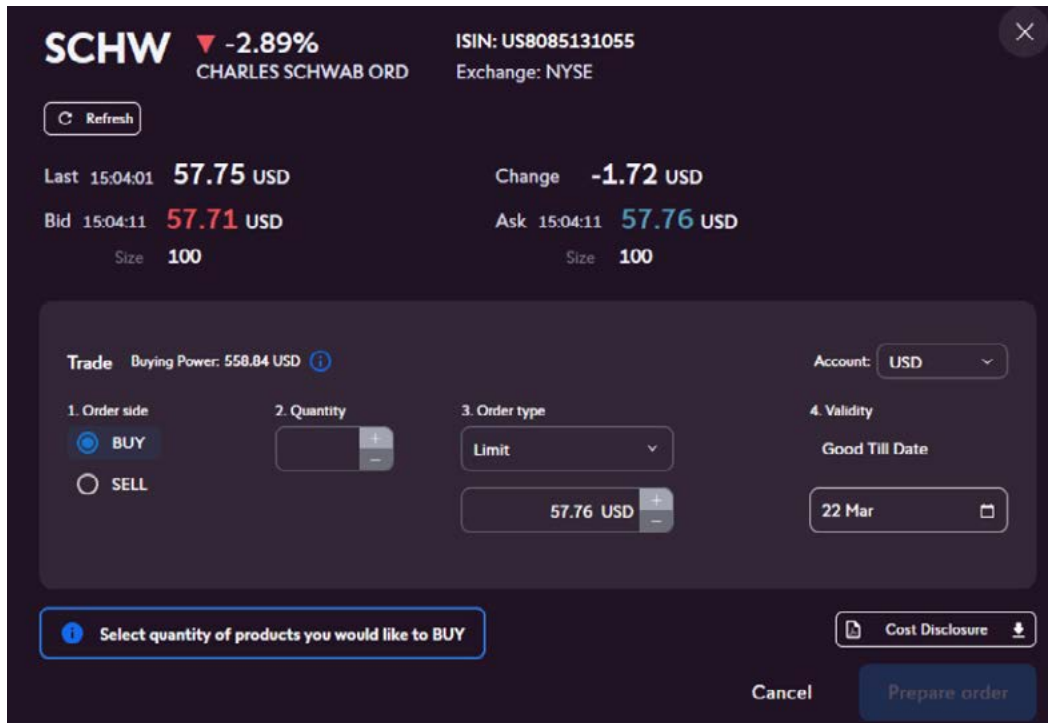 SCHW ▼ -2.89% ISIN: US8085131055
CHARLES SCHWAB ORD Exchange: NYSE
Refresh
Last 15:04:01 57.75 USD Change -1.72 USD
Bid 15:04:11 57.71 USD Ask 15:04:11 57.76 USD
Size 100 Size 100
Trade Buying Power: 558.84 USD Account: USD
1. Order side 2. Quantity 3. Order type 4. Validity
BUY Limit Good Till Date
SELL
57.76 USD 22 Mar
Select quantity of products you would like to BUY Cost Disclosure
Cancel Prepare order